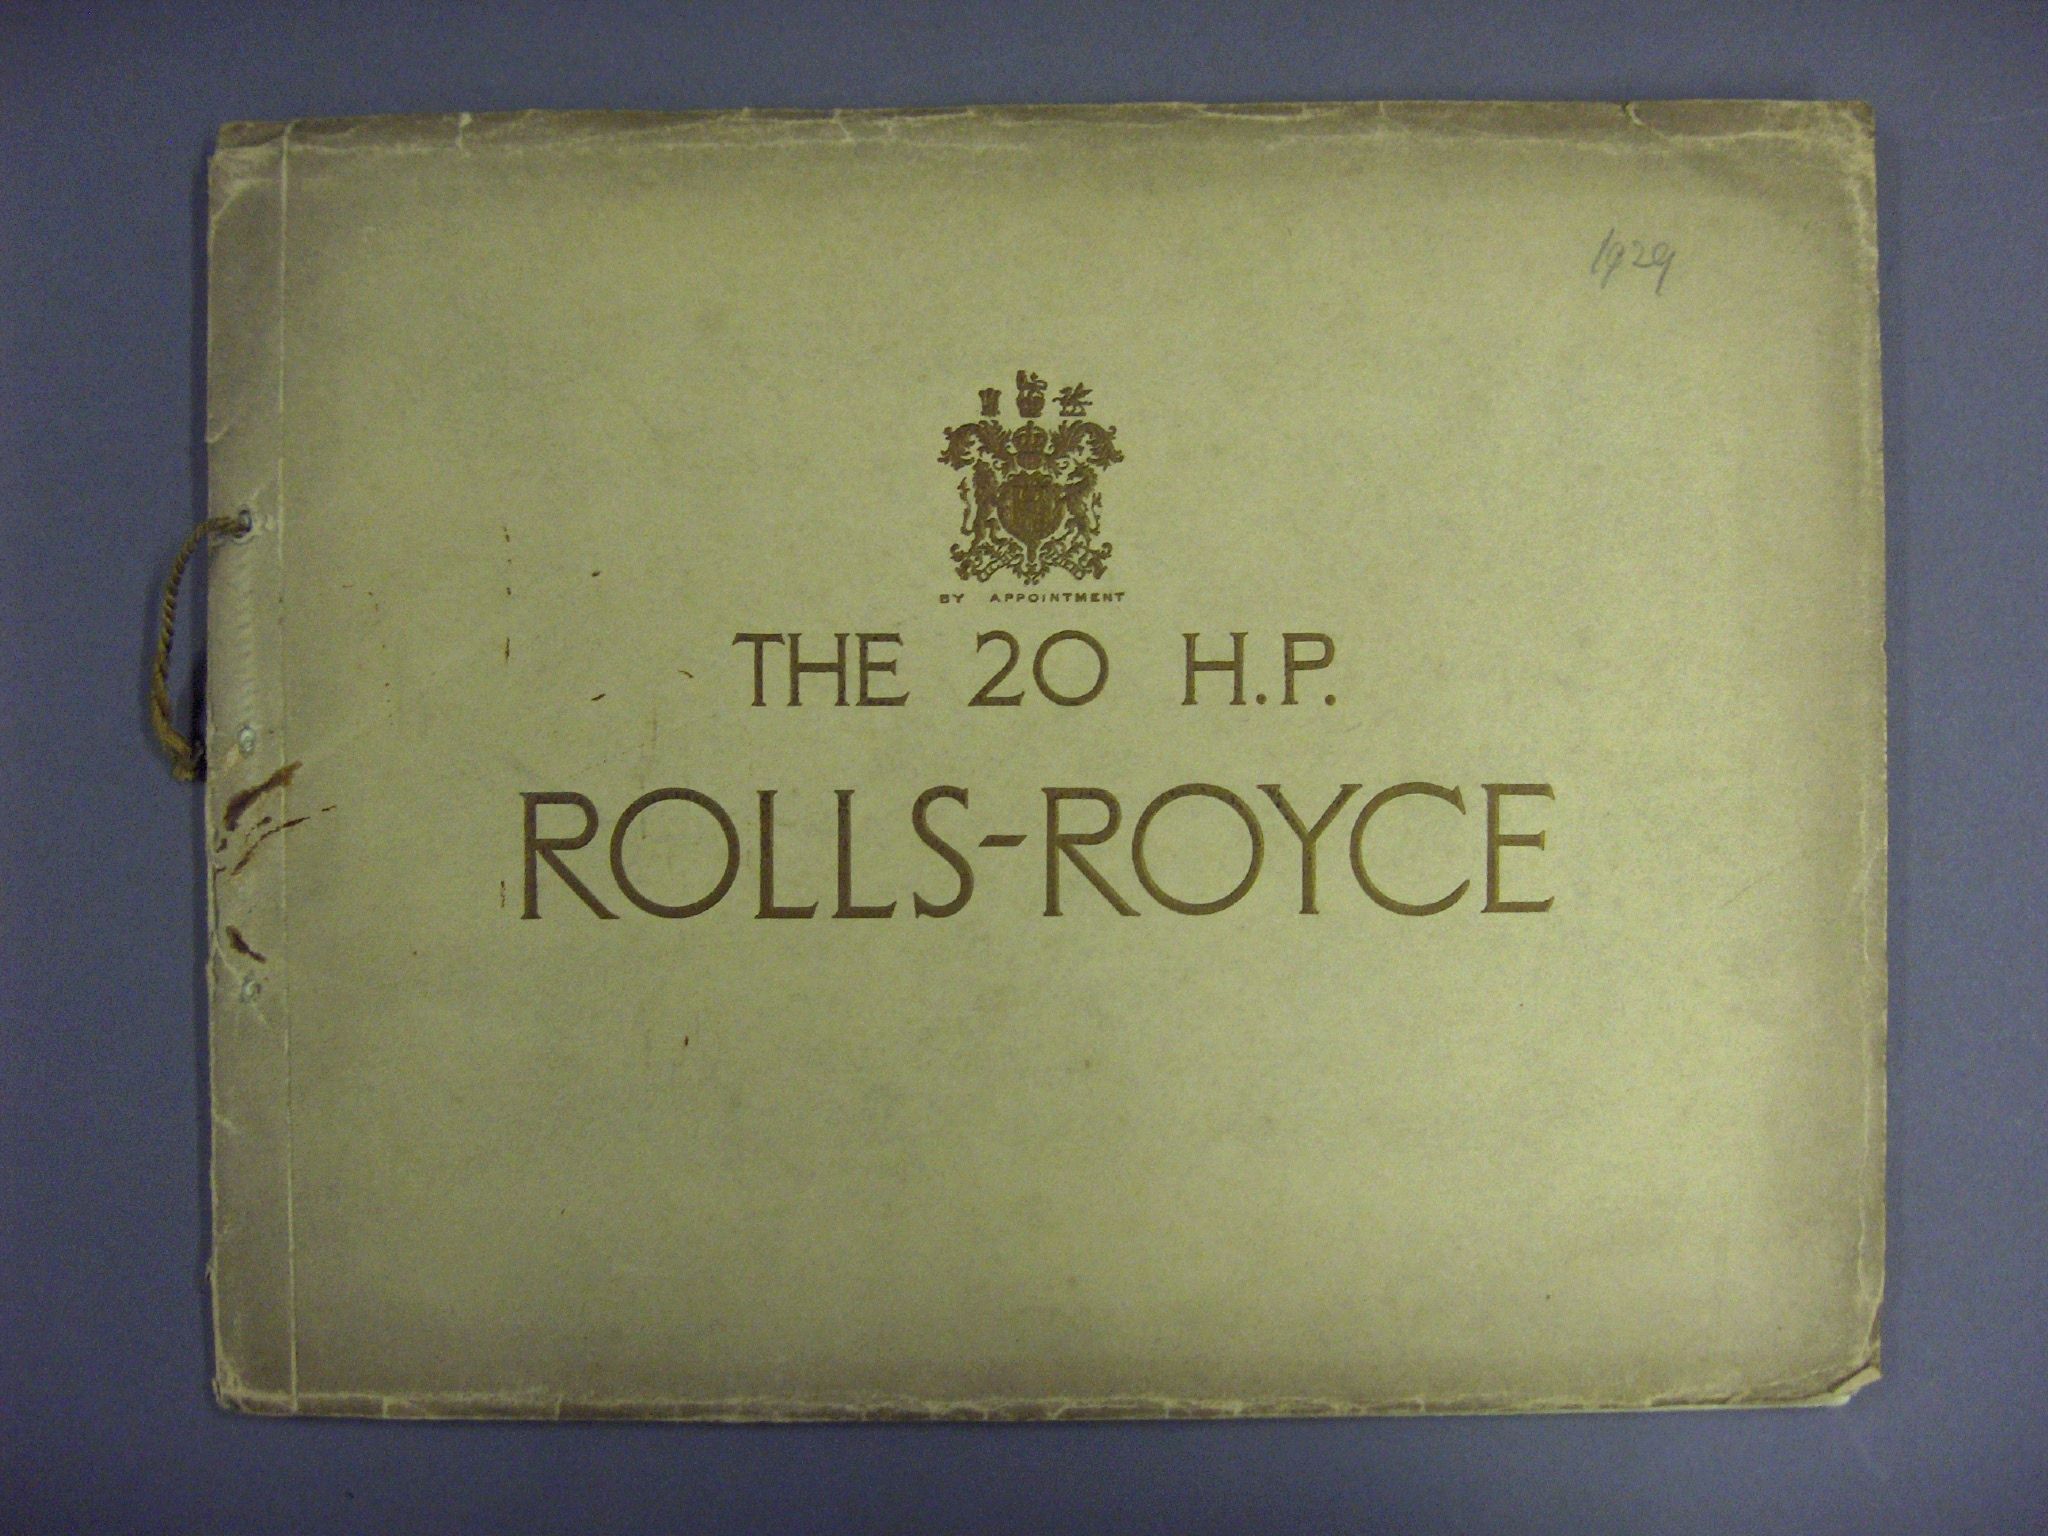 1929
BY APPOINTMENT
THE 20 H.P.
ROLLS-ROYCE